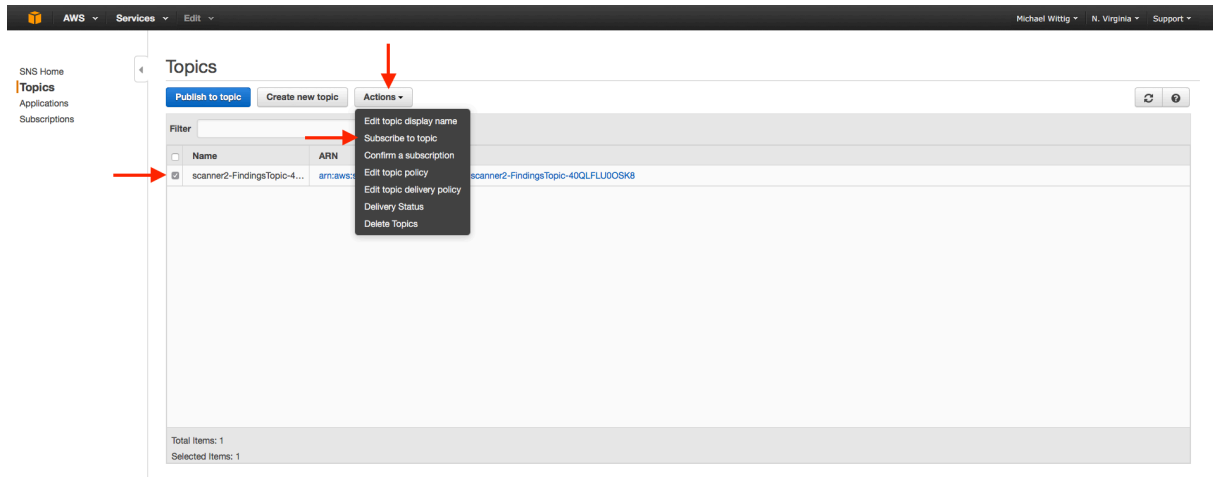 AWS Services Edit Michael Wittig N. Virginia Support
SNS Home
Topics
Applications
Subscriptions
Topics
Publish to topic Create new topic Actions
Edit topic display name
Subscribe to topic
Confirm a subscription
Edit topic policy
Edit topic delivery policy
Delivery Status
Delete Topics
Filter
Name ARN
scanner2-FindingsTopic-4... arn:aws: scanner2-FindingsTopic-40QLFLU0OSK8
Total Items: 1
Selected Items: 1